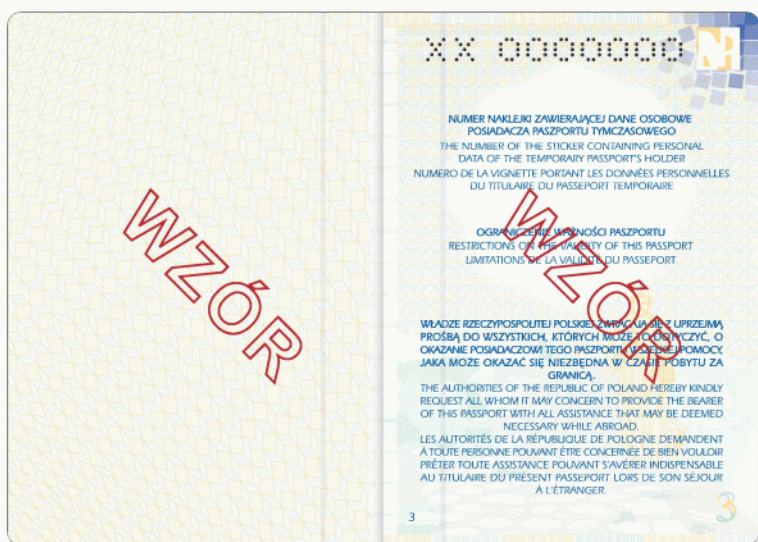 WZÓR
XX 0000000
NUMER NAKLEJKI ZAWIERAJĄCEJ DANE OSOBOWE
POSIADACZA PASZPORTU TYMCZASOWEGO
THE NUMBER OF THE STICKER CONTAINING PERSONAL
DATA OF THE TEMPORARY PASSPORT'S HOLDER
NUMERO DE LA VIGNETTE PORTANT LES DONNÉES PERSONNELLES
DU TITULAIRE DU PASSEPORT TEMPORAIRE
WZÓR
OGRANICZENIE WAŻNOŚCI PASZPORTU
RESTRICTIONS ON THE VALIDITY OF THIS PASSPORT
LIMITATIONS DE LA VALIDITÉ DU PASSEPORT
WŁADZE RZECZYPOSPOLITEJ POLSKIEJ ZWRACAJĄ SIĘ Z UPRZEJMĄ
PROŚBĄ DO WSZYSTKICH, KTÓRYCH MOŻE TO DOTYCZYĆ, O
OKAZANIE POSIADACZOWI TEGO PASZPORTU WSZELKIEJ POMOCY,
JAKA MOŻE OKAZAĆ SIĘ NIEZBĘDNA W CZASIE POBYTU ZA
GRANICĄ.
THE AUTHORITIES OF THE REPUBLIC OF POLAND HEREBY KINDLY
REQUEST ALL WHOM IT MAY CONCERN TO PROVIDE THE BEARER
OF THIS PASSPORT WITH ALL ASSISTANCE THAT MAY BE DEEMED
NECESSARY WHILE ABROAD.
LES AUTORITÉS DE LA RÉPUBLIQUE DE POLOGNE DEMANDENT
À TOUTE PERSONNE POUVANT ÊTRE CONCERNÉE DE BIEN VOULOIR
PRÊTER TOUTE ASSISTANCE POUVANT S'AVÉRER INDISPENSABLE
AU TITULAIRE DU PRÉSENT PASSEPORT LORS DE SON SÉJOUR
À L'ÉTRANGER.
3
3